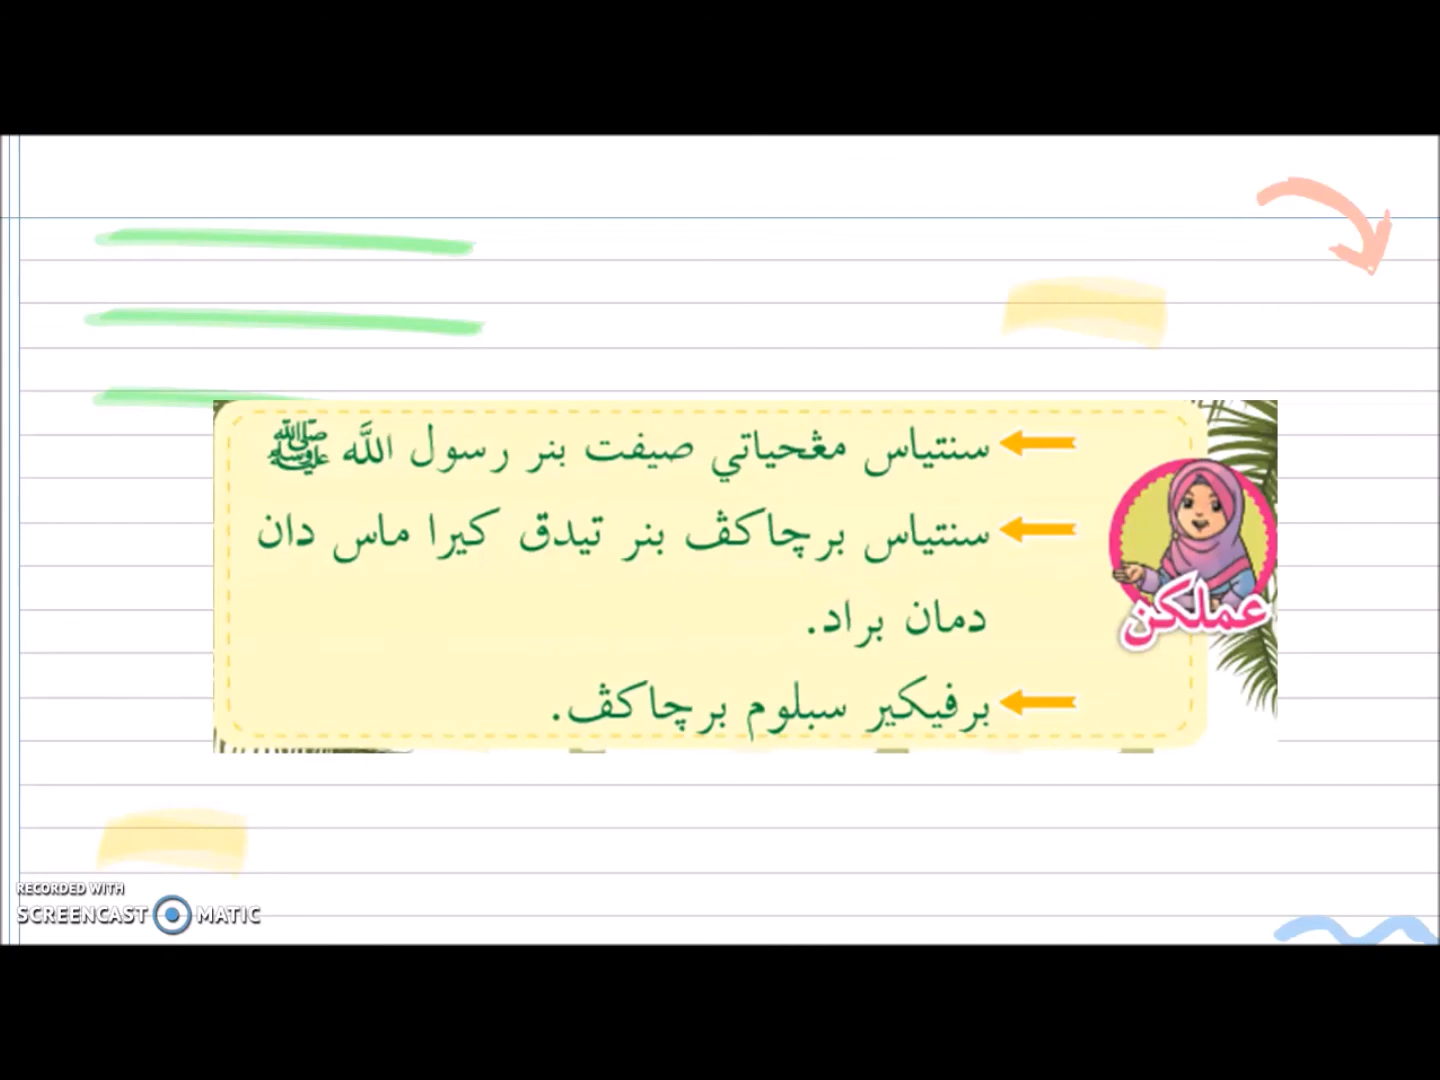 سنتياس مڠحياتي صيفت بنر رسول اللّه ﷺ
سنتياس برچاکڤ بنر تيدق کيرا ماس دان
دمان براد.
برفيکير سبلوم برچاکڤ.
عملکن
RECORDED WITH
SCREENCAST MATIC